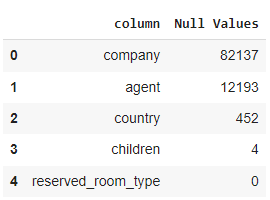 column Null Values
0 company 82137
1 agent 12193
2 country 452
3 children 4
4 reserved_room_type 0